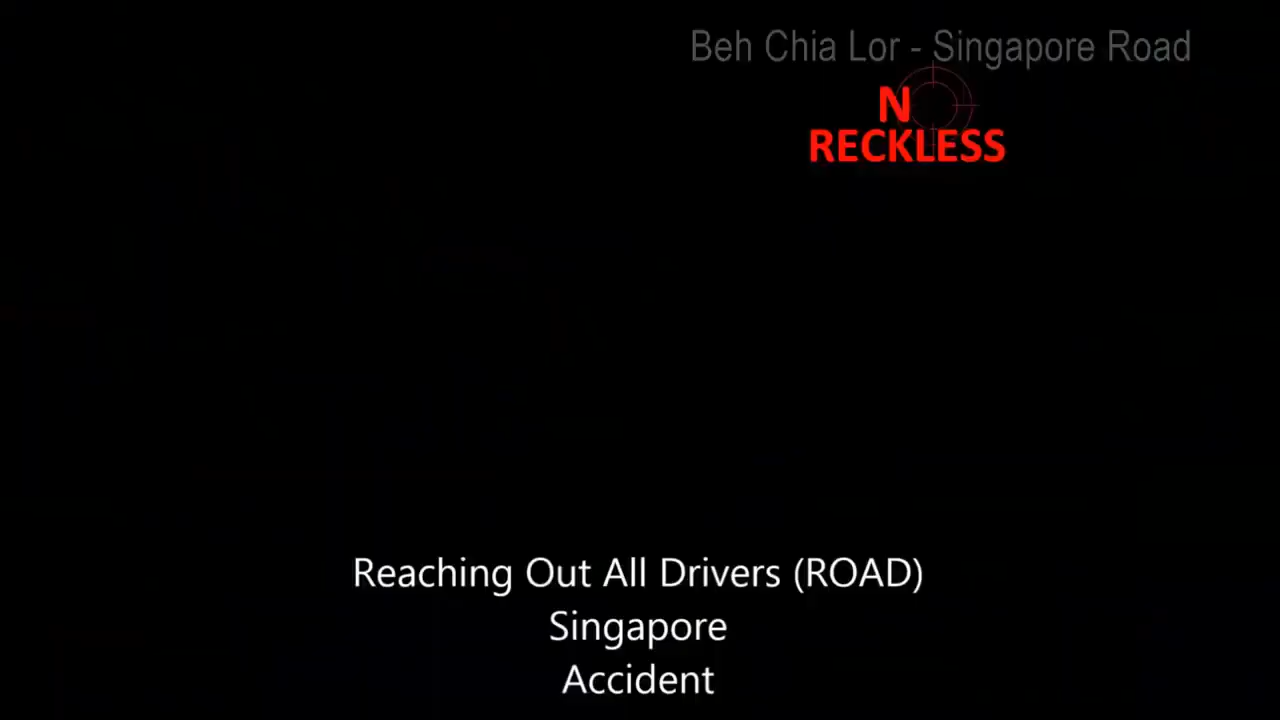 Beh Chia Lor - Singapore Road
N
RECKLESS
Reaching Out All Drivers (ROAD)
Singapore
Accident